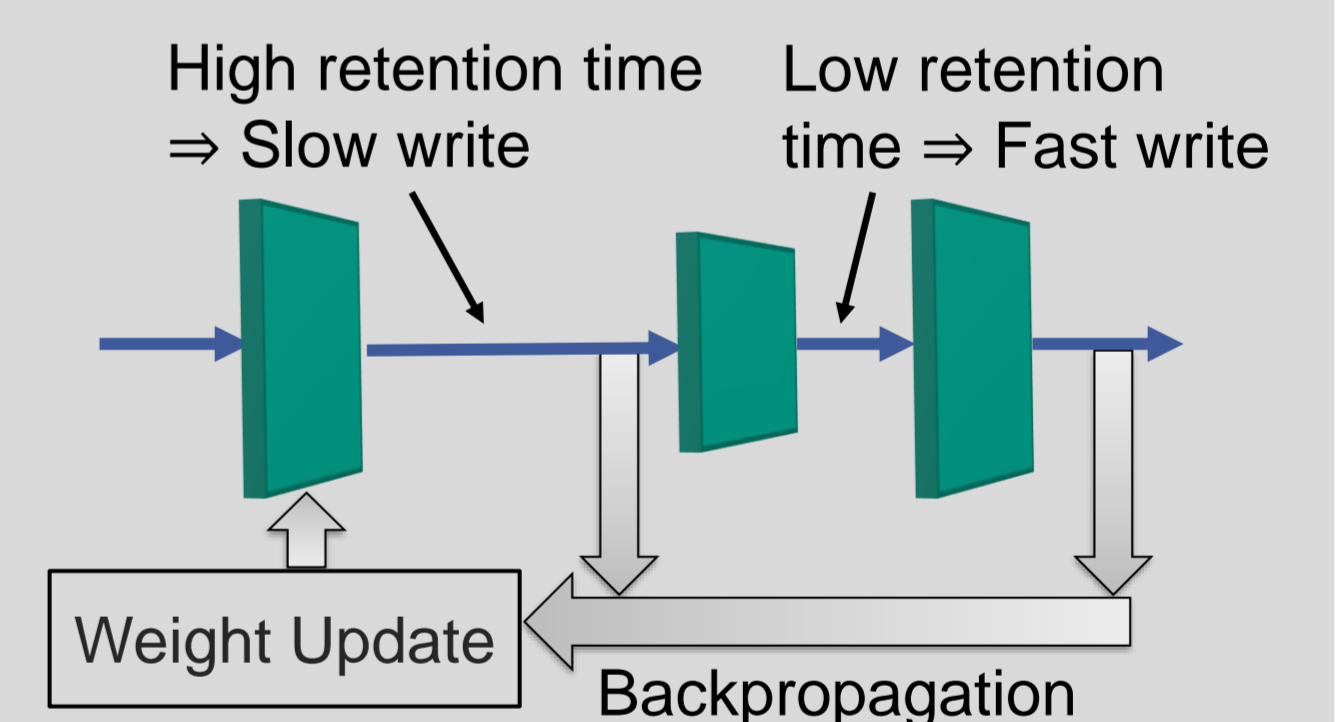 High retention time
⇒ Slow write
Low retention
time ⇒ Fast write
Weight Update
Backpropagation